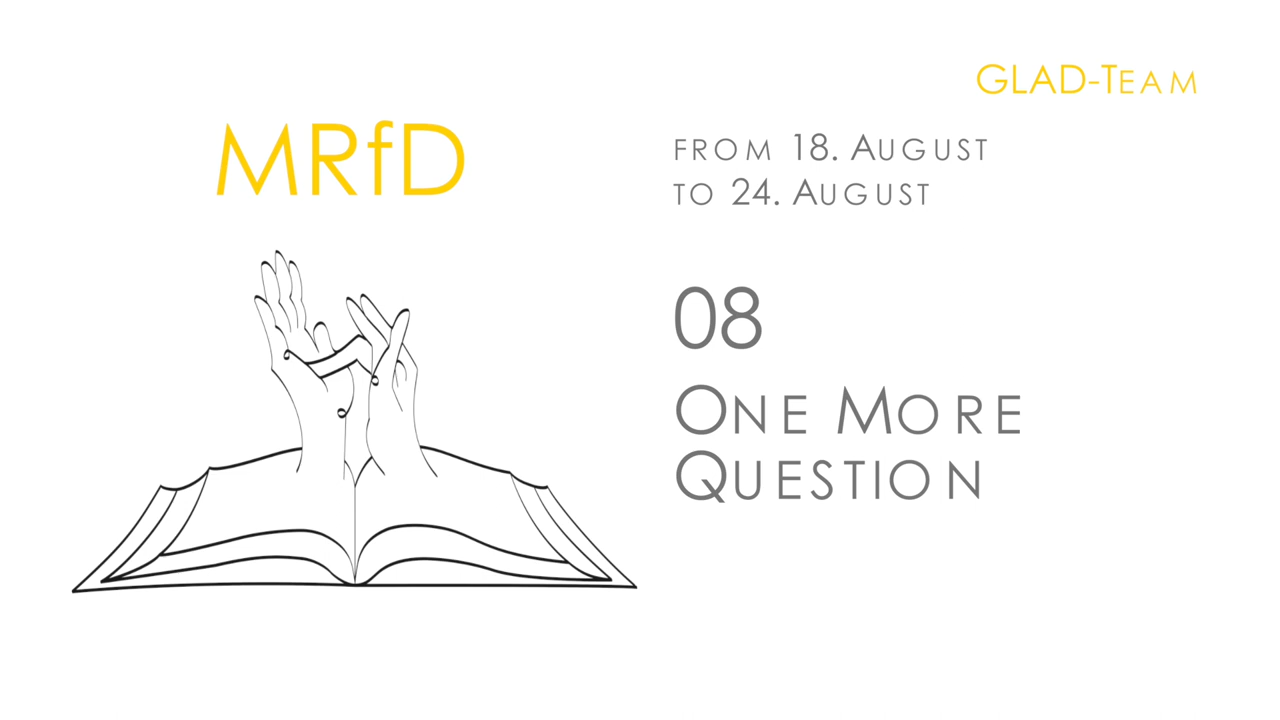 GLAD-Team
MRfD
from 18. August
to 24. August
08
One More
Question